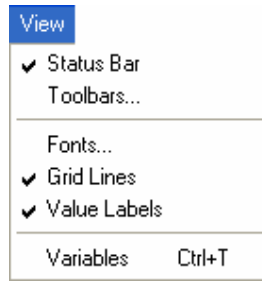 View
Status Bar
Toolbars...
Fonts...
Grid Lines
Value Labels
Variables Ctrl+T